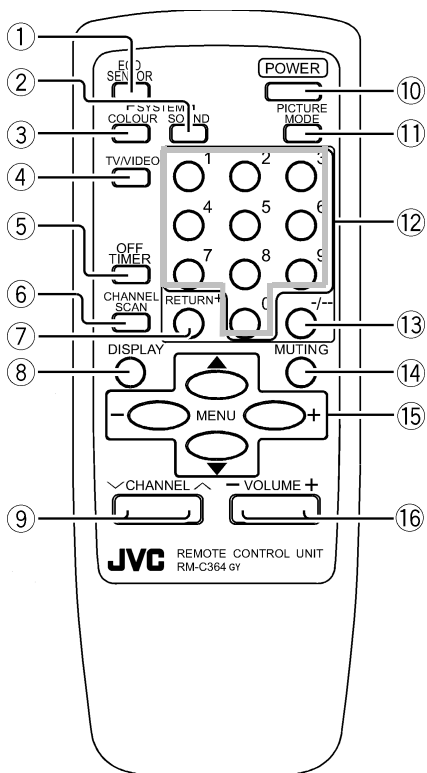 1
ECO
SENSOR
POWER
10
2
SYSTEM
COLOUR
SOUND
PICTURE
MODE
11
3
TV/VIDEO
4
1
2
3
4
5
6
12
5
OFF
TIMER
7
8
9
6
CHANNEL
SCAN
RETURN+
0
-/--
13
7
DISPLAY
MUTING
8
14
- MENU +
15
CHANNEL
- VOLUME +
9
16
JVC
REMOTE CONTROL UNIT
RM-C364 GY